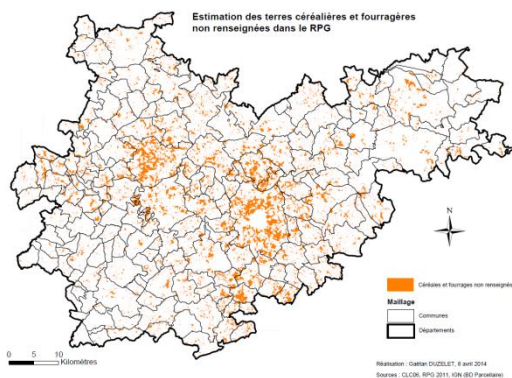 Estimation des terres céréalières et fourragères
non renseignées dans le RPG
N
Céréales et fourrages non renseignés
Maillage
Communes
Départements
0 5 10
Kilomètres
Réalisation : Gaëtan DUZELET, 8 avril 2014
Sources : CLC06, RPG 2011, IGN (BD Parcellaire)